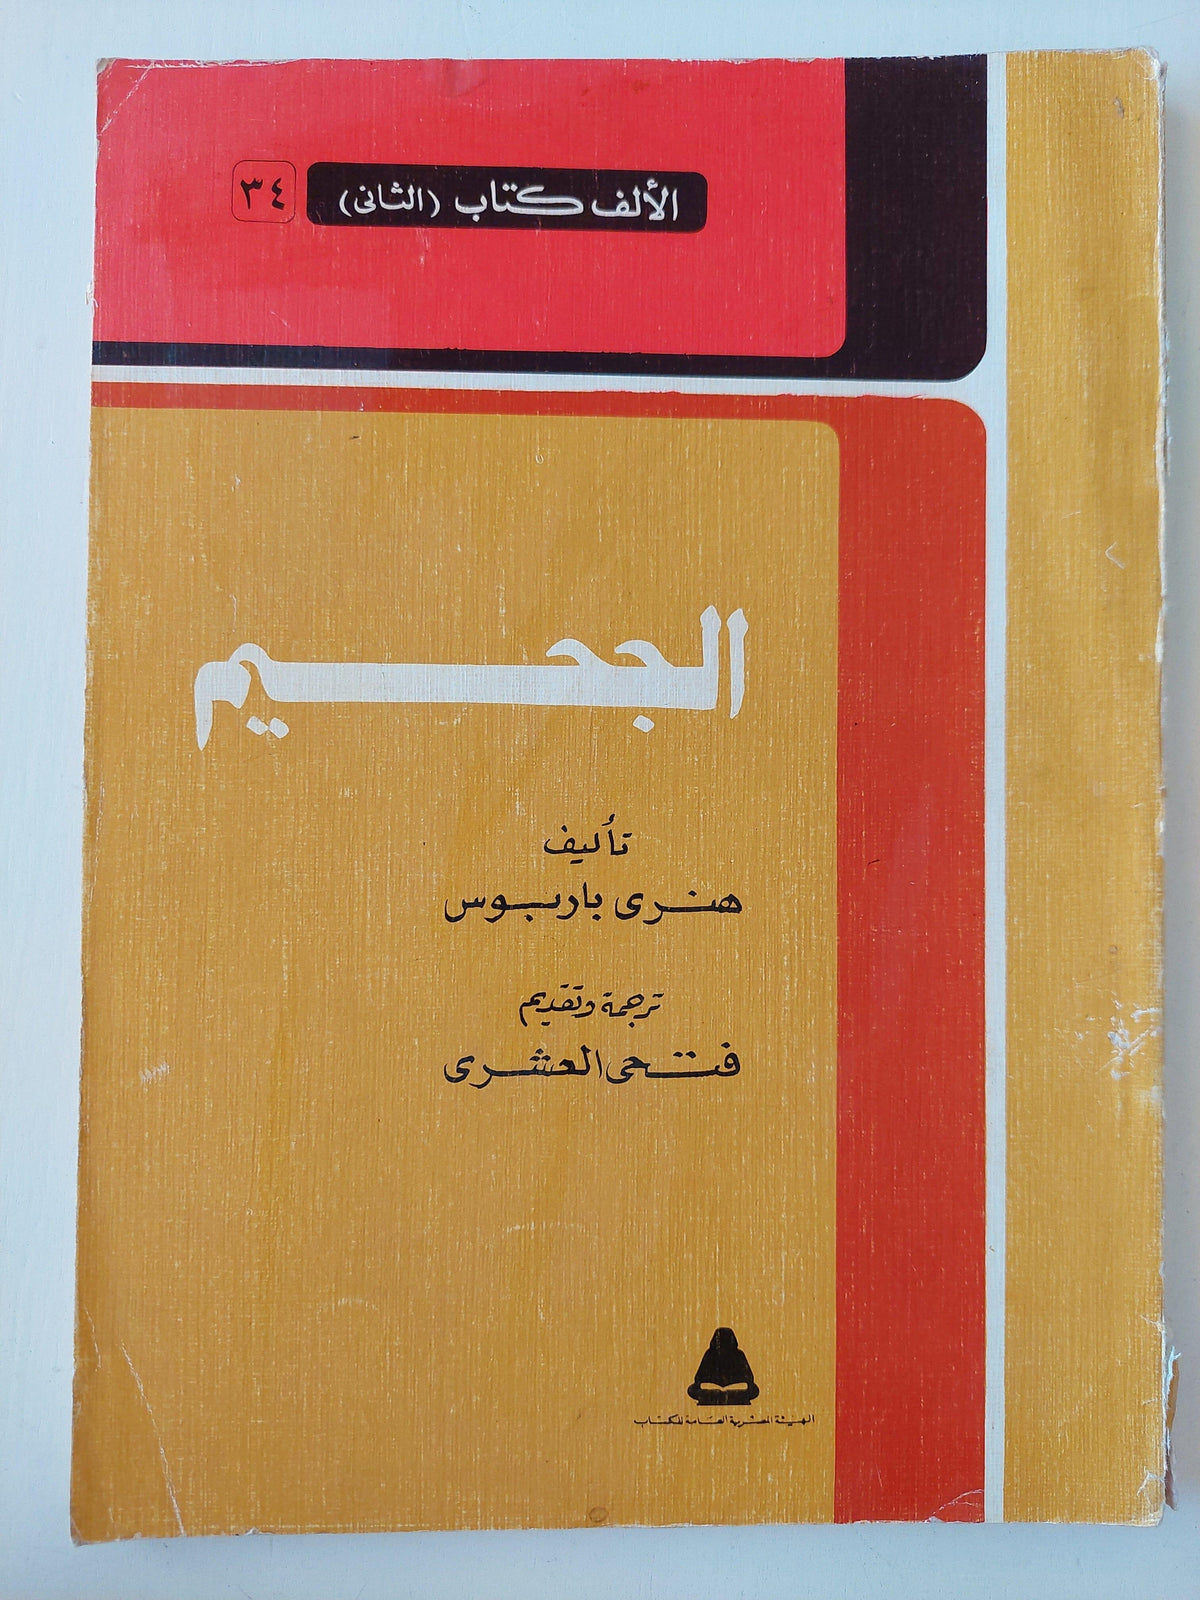 الألف كتاب (الثانى) ٣٤
الجحيم
تأليف
هنرى باربوس
ترجمة وتقديم
فتحى العشرى
الهيئة المصرية العامة للكتاب